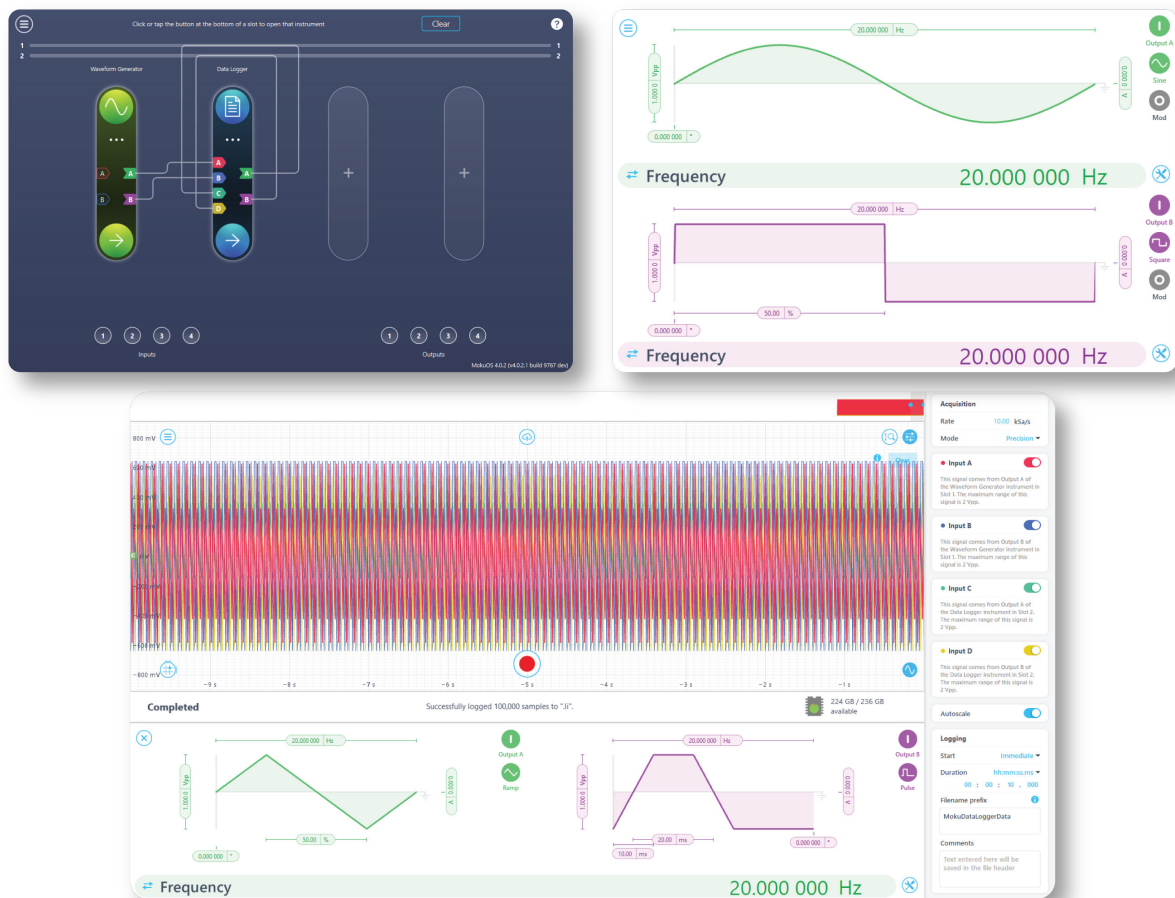 Click or tap the button at the bottom of a slot to open that instrument
Clear
?
1
1
2
2
Waveform Generator
Data Logger
A
A
B
B
A
B
C
D
A
B
+
+
1 2 3 4
Inputs
1 2 3 4
Outputs
MokuOS 4.0.2 (v4.0.2.1 build 9767 dev)
20.000 000 Hz
1.000 0 Vpp
0.000 0 V
0.000 000 °
Output A
Sine
Mod
Frequency 20.000 000 Hz
20.000 000 Hz
1.000 0 Vpp
0.000 0 V
50.00 %
0.000 000 °
Output B
Square
Mod
Frequency 20.000 000 Hz
800 mV
600 mV
400 mV
200 mV
0 mV
-200 mV
-400 mV
-600 mV
-800 mV
-9 s -8 s -7 s -6 s -5 s -4 s -3 s -2 s -1 s
Completed
Successfully logged 100,000 samples to ".li".
224 GB / 236 GB
available
20.000 000 Hz
1.000 0 Vpp
0.000 0 V
50.00 %
0.000 000 °
Output A
Ramp
20.000 000 Hz
1.000 0 Vpp
0.000 0 V
20.00 ms
10.00 ms
0.000 000 °
Output B
Pulse
Frequency 20.000 000 Hz
Acquisition
Rate 10.00 kSa/s
Mode Precision
Input A
This signal comes from Output A of
the Waveform Generator instrument in
Slot 1. The maximum range of this
signal is 2 Vpp.
Input B
This signal comes from Output B of
the Waveform Generator instrument in
Slot 1. The maximum range of this
signal is 2 Vpp.
Input C
This signal comes from Output A of
the Data Logger instrument in Slot 2.
The maximum range of this signal is
2 Vpp.
Input D
This signal comes from Output B of
the Data Logger instrument in Slot 2.
The maximum range of this signal is
2 Vpp.
Autoscale
Logging
Start Immediate
Duration hh:mm:ss.ms
00 : 00 : 10 . 000
Filename prefix
MokuDataLoggerData
Comments
Text entered here will be
saved in the file header